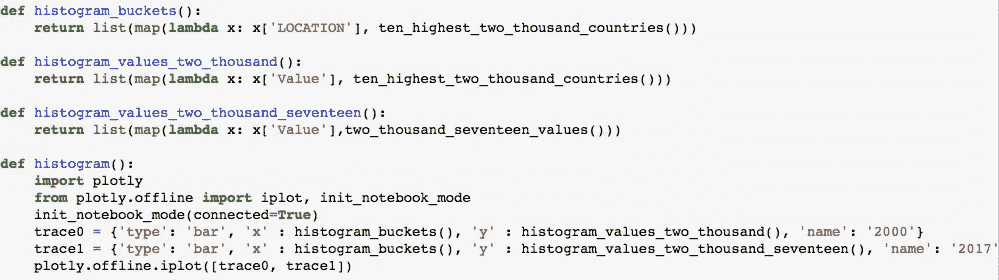 def histogram_buckets():
    return list(map(lambda x: x['LOCATION'], ten_highest_two_thousand_countries()))
def histogram_values_two_thousand():
    return list(map(lambda x: x['Value'], ten_highest_two_thousand_countries()))
def histogram_values_two_thousand_seventeen():
    return list(map(lambda x: x['Value'],two_thousand_seventeen_values()))
def histogram():
    import plotly
    from plotly.offline import iplot, init_notebook_mode
    init_notebook_mode(connected=True)
    trace0 = {'type': 'bar', 'x' : histogram_buckets(), 'y' : histogram_values_two_thousand(), 'name': '2000'}
    trace1 = {'type': 'bar', 'x' : histogram_buckets(), 'y' : histogram_values_two_thousand_seventeen(), 'name': '2017'
    plotly.offline.iplot([trace0, trace1])